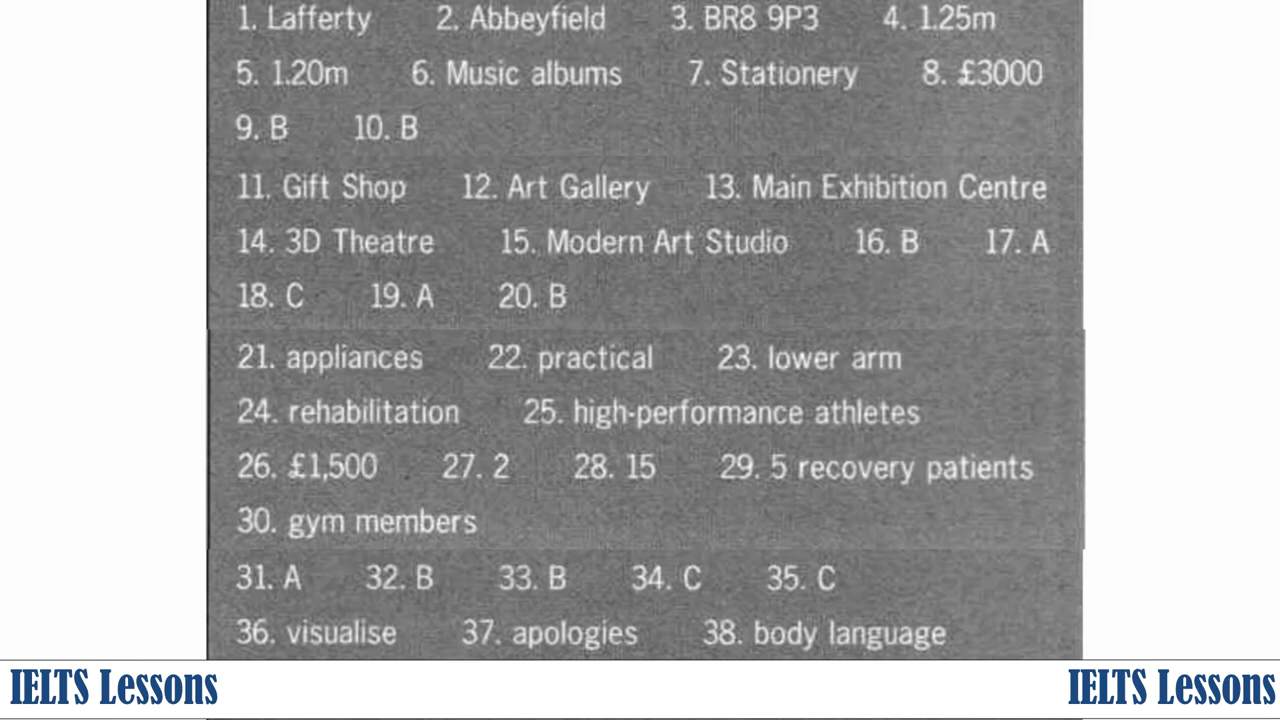 1. Lafferty 2. Abbeyfield 3. BR8 9P3 4. 1.25m
5. 1.20m 6. Music albums 7. Stationery 8. £3000
9. B 10. B
11. Gift Shop 12. Art Gallery 13. Main Exhibition Centre
14. 3D Theatre 15. Modern Art Studio 16. B 17. A
18. C 19. A 20. B
21. appliances 22. practical 23. lower arm
24. rehabilitation 25. high-performance athletes
26. £1,500 27. 2 28. 15 29. 5 recovery patients
30. gym members
31. A 32. B 33. B 34. C 35. C
36. visualise 37. apologies 38. body language
IELTS Lessons IELTS Lessons